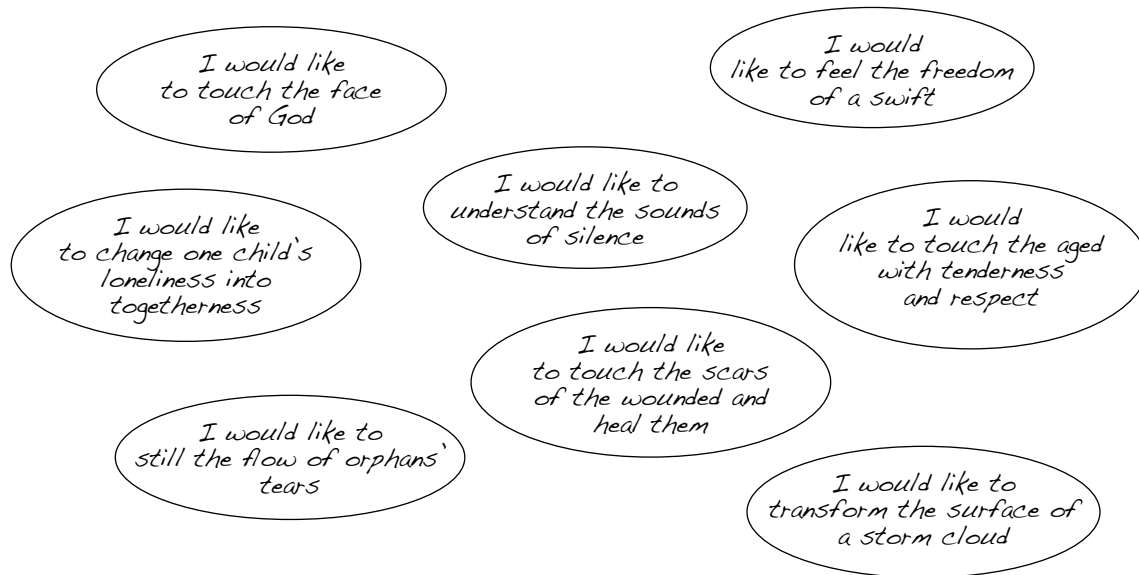 I would like
to touch the face
of God
I would
like to feel the freedom
of a swift
I would like to
understand the sounds
of silence
I would like
to change one child's
loneliness into
togetherness
I would
like to touch the aged
with tenderness
and respect
I would like
to touch the scars
of the wounded and
heal them
I would like to
still the flow of orphans'
tears
I would like to
transform the surface of
a storm cloud